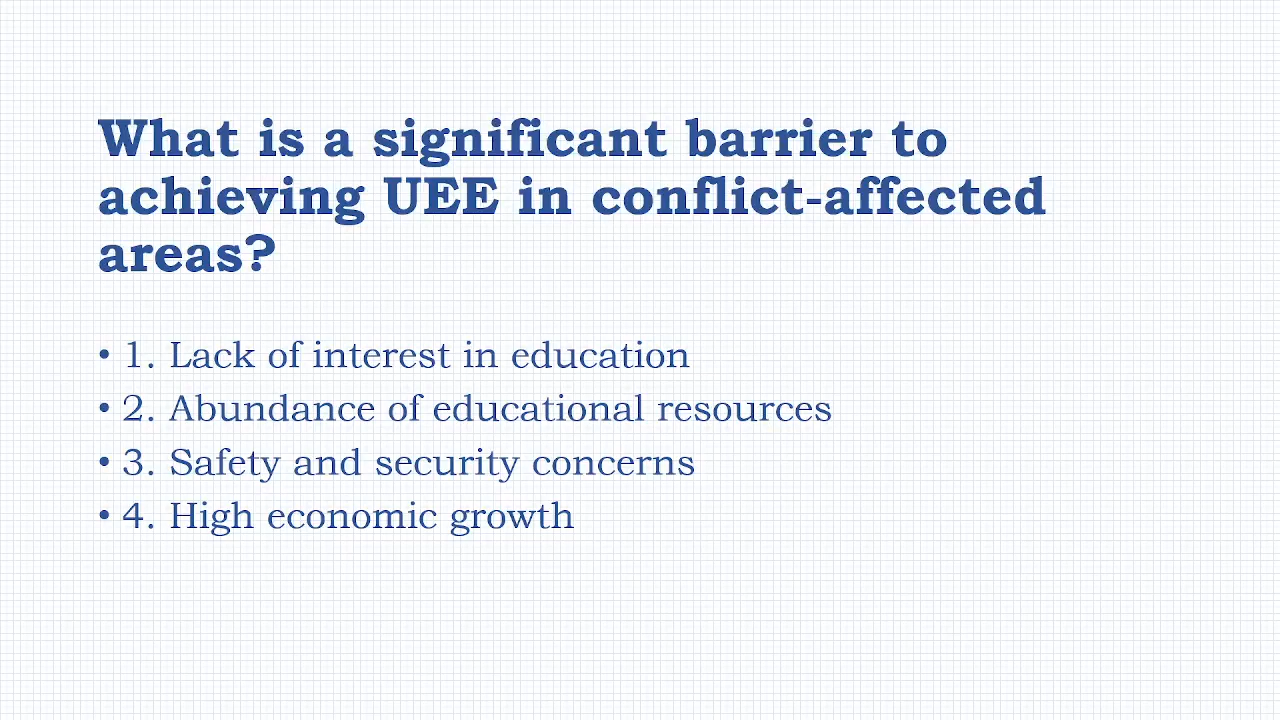 What is a significant barrier to
achieving UEE in conflict-affected
areas?
• 1. Lack of interest in education
• 2. Abundance of educational resources
• 3. Safety and security concerns
• 4. High economic growth